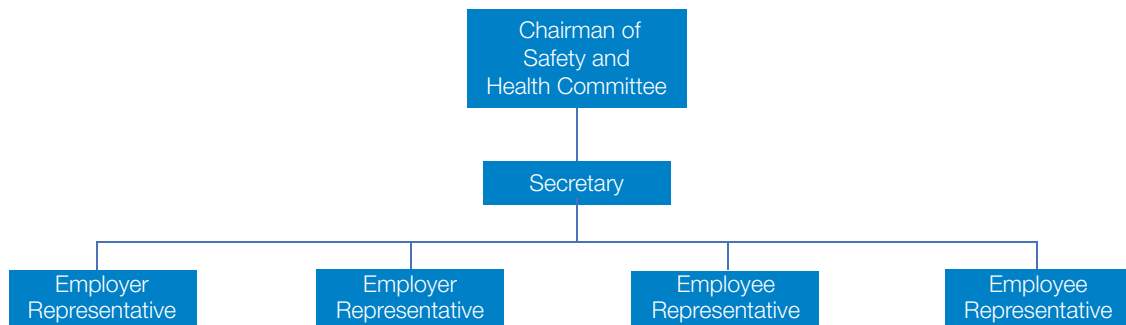 Chairman of
Safety and
Health Committee
Secretary
Employer
Representative
Employer
Representative
Employee
Representative
Employee
Representative